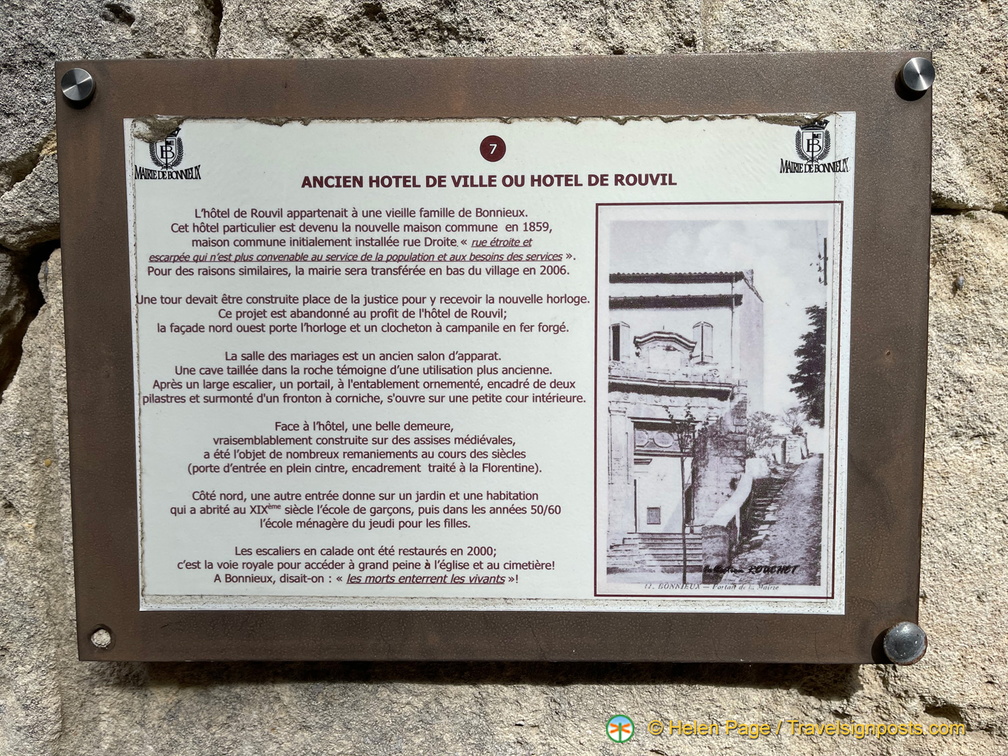 7
MAIRIE DE BONNIEUX
MAIRIE DE BONNIEUX
ANCIEN HOTEL DE VILLE OU HOTEL DE ROUVIL
L'hôtel de Rouvil appartenait à une vieille famille de Bonnieux.
Cet hôtel particulier est devenu la nouvelle maison commune en 1859,
maison commune initialement installée rue Droite « rue étroite et
escarpée qui n'est plus convenable au service de la population et aux besoins des services ».
Pour des raisons similaires, la mairie sera transférée en bas du village en 2006.
Une tour devait être construite place de la justice pour y recevoir la nouvelle horloge.
Ce projet est abandonné au profit de l'hôtel de Rouvil;
la façade nord ouest porte l'horloge et un clocheton à campanile en fer forgé.
La salle des mariages est un ancien salon d'apparat.
Une cave taillée dans la roche témoigne d'une utilisation plus ancienne.
Après un large escalier, un portail, à l'entablement ornementé, encadré de deux
pilastres et surmonté d'un fronton à corniche, s'ouvre sur une petite cour intérieure.
Face à l'hôtel, une belle demeure,
vraisemblablement construite sur des assises médiévales,
a été l'objet de nombreux remaniements au cours des siècles
(porte d'entrée en plein cintre, encadrement traité à la Florentine).
Côté nord, une autre entrée donne sur un jardin et une habitation
qui a abrité au XIXème siècle l'école de garçons, puis dans les années 50/60
l'école ménagère du jeudi pour les filles.
Les escaliers en calade ont été restaurés en 2000;
c'est la voie royale pour accéder à grand peine à l'église et au cimetière!
A Bonnieux, disait-on : « les morts enterrent les vivants »!
Collection ROUCHET
12. BONNIEUX — Portail de la Mairie
© Helen Page / Travelsignposts.com